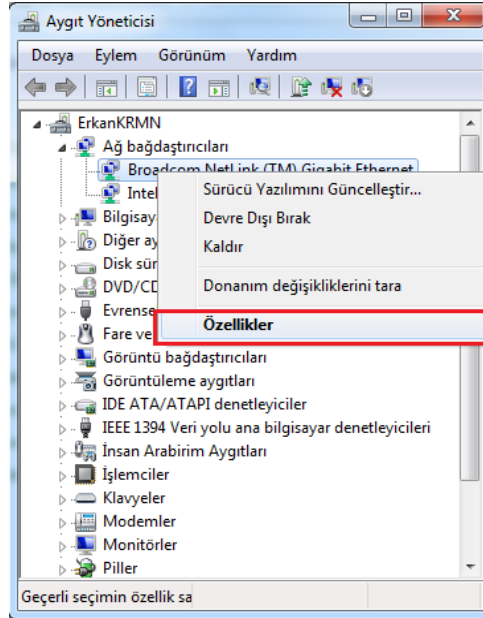 Aygıt Yöneticisi
Dosya Eylem Görünüm Yardım
ErkanKRMN
Ağ bağdaştırıcıları
Broadcom NetLink (TM) Gigabit Ethernet
Intel
Sürücü Yazılımını Güncelleştir...
Bilgisay
Devre Dışı Bırak
Diğer ay
Kaldır
Disk sür
DVD/CD
Donanım değişikliklerini tara
Evrense
Özellikler
Fare ve
Görüntü bağdaştırıcıları
Görüntüleme aygıtları
IDE ATA/ATAPI denetleyiciler
IEEE 1394 Veri yolu ana bilgisayar denetleyicileri
İnsan Arabirim Aygıtları
İşlemciler
Klavyeler
Modemler
Monitörler
Piller
Geçerli seçimin özellik sa